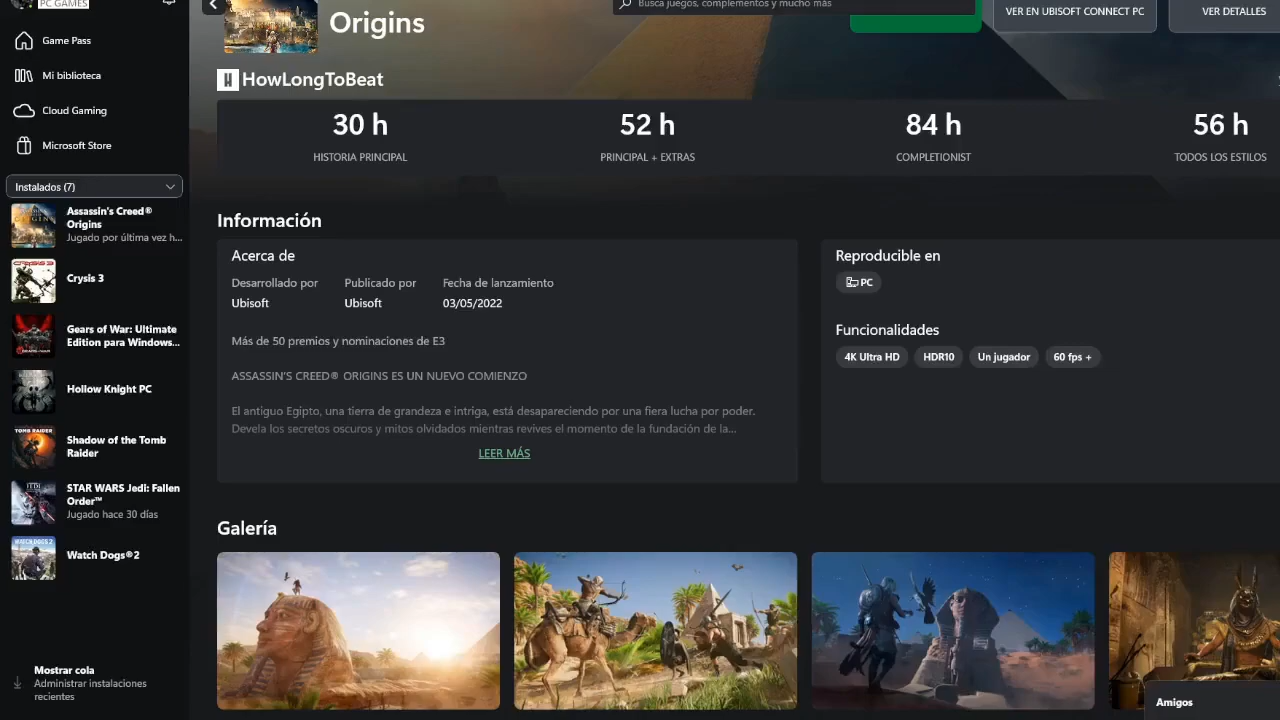 PC GAMES
Busca juegos, complementos y mucho más
Origins
VER EN UBISOFT CONNECT PC
VER DETALLES
Game Pass
Mi biblioteca
Cloud Gaming
Microsoft Store
Instalados (7)
Assassin's Creed®
Origins
Jugado por última vez h...
Crysis 3
Gears of War: Ultimate
Edition para Windows...
Hollow Knight PC
Shadow of the Tomb
Raider
STAR WARS Jedi: Fallen
Order™
Jugado hace 30 días
Watch Dogs®2
Mostrar cola
Administrar instalaciones
recientes
HowLongToBeat
30 h
HISTORIA PRINCIPAL
52 h
PRINCIPAL + EXTRAS
84 h
COMPLETIONIST
56 h
TODOS LOS ESTILOS
Información
Acerca de
Desarrollado por
Ubisoft
Publicado por
Ubisoft
Fecha de lanzamiento
03/05/2022
Más de 50 premios y nominaciones de E3
ASSASSIN'S CREED® ORIGINS ES UN NUEVO COMIENZO
El antiguo Egipto, una tierra de grandeza e intriga, está desapareciendo por una fiera lucha por poder.
Devela los secretos oscuros y mitos olvidados mientras revives el momento de la fundación de la...
LEER MÁS
Reproducible en
PC
Funcionalidades
4K Ultra HD
HDR10
Un jugador
60 fps +
Galería
Amigos